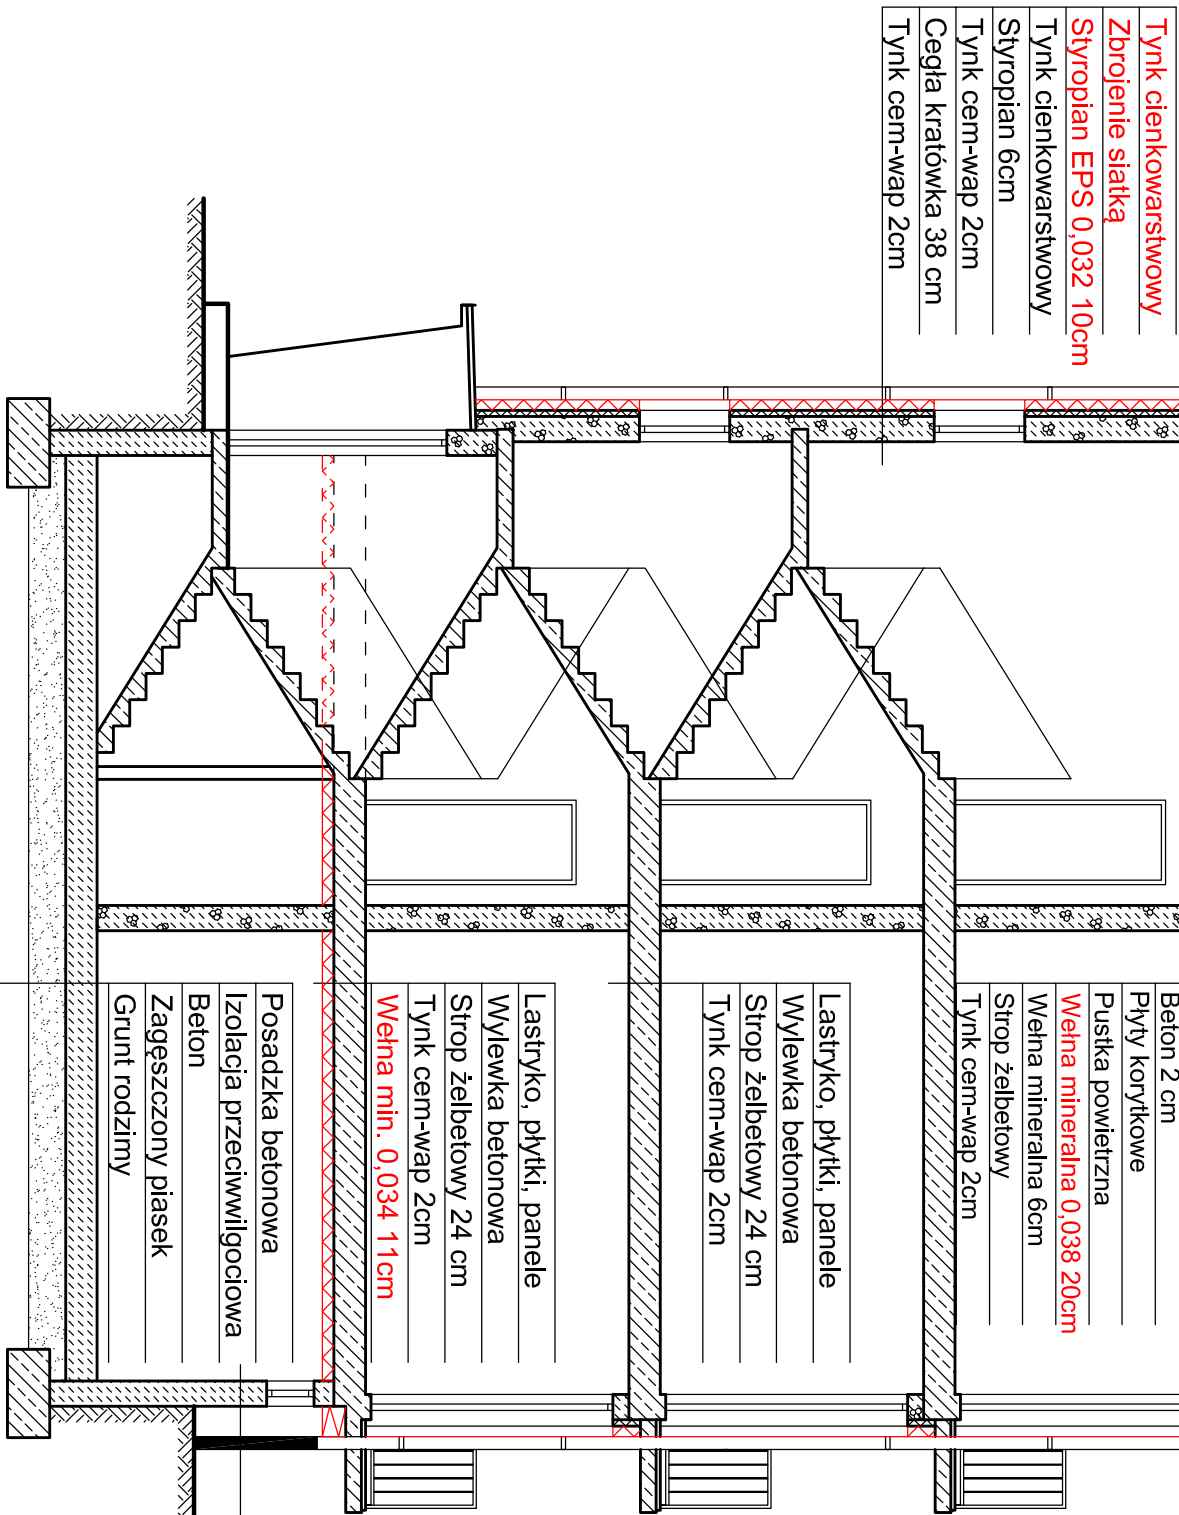 Tynk cienkowarstwowy
Zbrojenie siatką
Styropian EPS 0,032 10cm
Tynk cienkowarstwowy
Styropian 6cm
Tynk cem-wap 2cm
Cegła kratówka 38 cm
Tynk cem-wap 2cm
Beton 2 cm
Płyty korytkowe
Pustka powietrzna
Wełna mineralna 0,038 20cm
Wełna mineralna 6cm
Strop żelbetowy
Tynk cem-wap 2cm
Lastryko, płytki, panele
Wylewka betonowa
Strop żelbetowy 24 cm
Tynk cem-wap 2cm
Lastryko, płytki, panele
Wylewka betonowa
Strop żelbetowy 24 cm
Tynk cem-wap 2cm
Wełna min. 0,034 11cm
Posadzka betonowa
Izolacja przeciwwilgociowa
Beton
Zagęszczony piasek
Grunt rodzimy